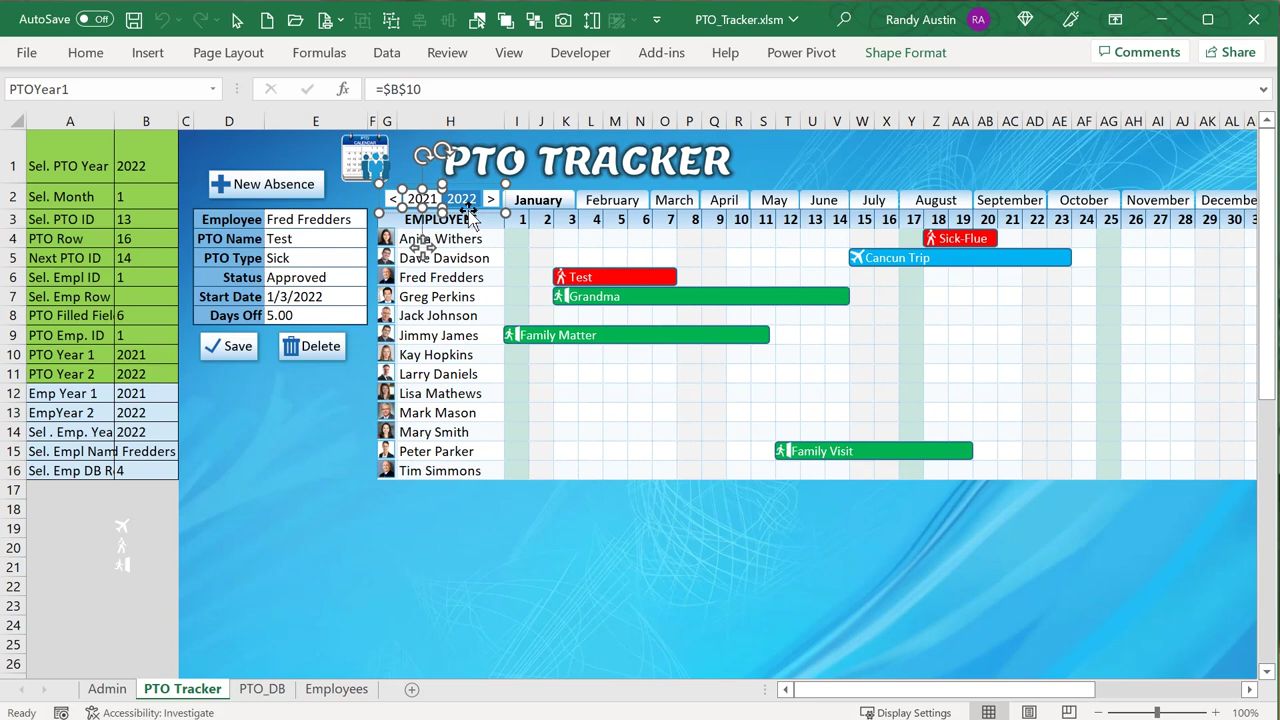 AutoSave Off PTO_Tracker.xlsm Randy Austin RA
File Home Insert Page Layout Formulas Data Review View Developer Add-ins Help Power Pivot Shape Format Comments Share
PTOYear1 fx =$B$10
A B C D E F G H I J K L M N O P Q R S T U V W X Y Z AA AB AC AD AE AF AG AH AI AJ AK AL
PTO CALENDAR
PTO TRACKER
1 Sel. PTO Year 2022
New Absence
2 Sel. Month 1 < 2021 2022 > January February March April May June July August September October November Decembe
3 Sel. PTO ID 13 Employee Fred Fredders EMPLOYEE 1 2 3 4 5 6 7 8 9 10 11 12 13 14 15 16 17 18 19 20 21 22 23 24 25 26 27 28 29 30 3
4 PTO Row 16 PTO Name Test Anita Withers Sick-Flue
5 Next PTO ID 14 PTO Type Sick Dave Davidson Cancun Trip
6 Sel. Empl ID 1 Status Approved Fred Fredders Test
7 Sel. Emp Row Start Date 1/3/2022 Greg Perkins Grandma
8 PTO Filled Fiel 6 Days Off 5.00 Jack Johnson
9 PTO Emp. ID 1 Save Delete Jimmy James Family Matter
10 PTO Year 1 2021 Kay Hopkins
11 PTO Year 2 2022 Larry Daniels
12 Emp Year 1 2021 Lisa Mathews
13 EmpYear 2 2022 Mark Mason
14 Sel . Emp. Yea 2022 Mary Smith
15 Sel. Empl Nam Fredders Peter Parker Family Visit
16 Sel. Emp DB R 4 Tim Simmons
17
18
19
20
21
22
23
24
25
26
Admin PTO Tracker PTO_DB Employees
Ready Accessibility: Investigate Display Settings 100%